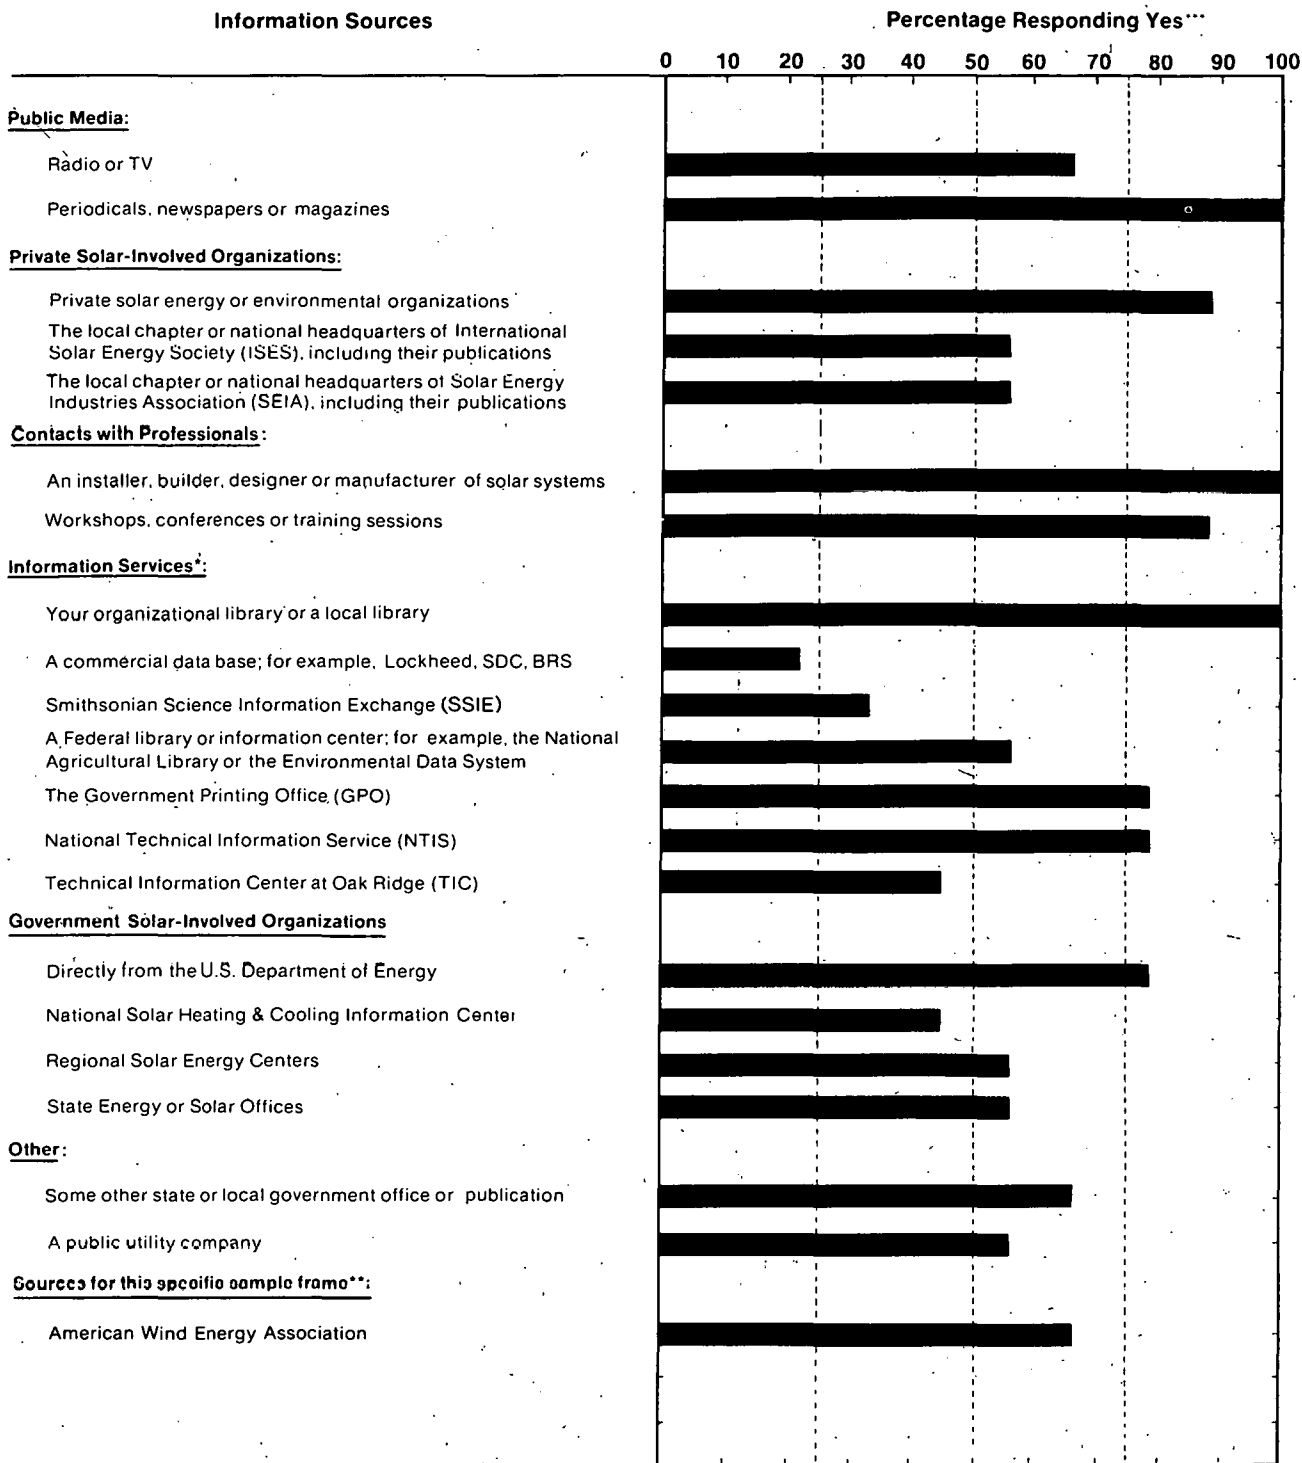 Information Sources
Percentage Responding Yes***
0 10 20 30 40 50 60 70 80 90 100
Public Media:
Radio or TV
Periodicals, newspapers or magazines
Private Solar-Involved Organizations:
Private solar energy or environmental organizations
The local chapter or national headquarters of International
Solar Energy Society (ISES), including their publications
The local chapter or national headquarters of Solar Energy
Industries Association (SEIA), including their publications
Contacts with Professionals:
An installer, builder, designer or manufacturer of solar systems
Workshops, conferences or training sessions
Information Services*:
Your organizational library or a local library
A commercial data base; for example, Lockheed, SDC, BRS
Smithsonian Science Information Exchange (SSIE)
A Federal library or information center; for example, the National
Agricultural Library or the Environmental Data System
The Government Printing Office (GPO)
National Technical Information Service (NTIS)
Technical Information Center at Oak Ridge (TIC)
Government Solar-Involved Organizations
Directly from the U.S. Department of Energy
National Solar Heating & Cooling Information Center
Regional Solar Energy Centers
State Energy or Solar Offices
Other:
Some other state or local government office or publication
A public utility company
Sources for this specific sample frame**:
American Wind Energy Association